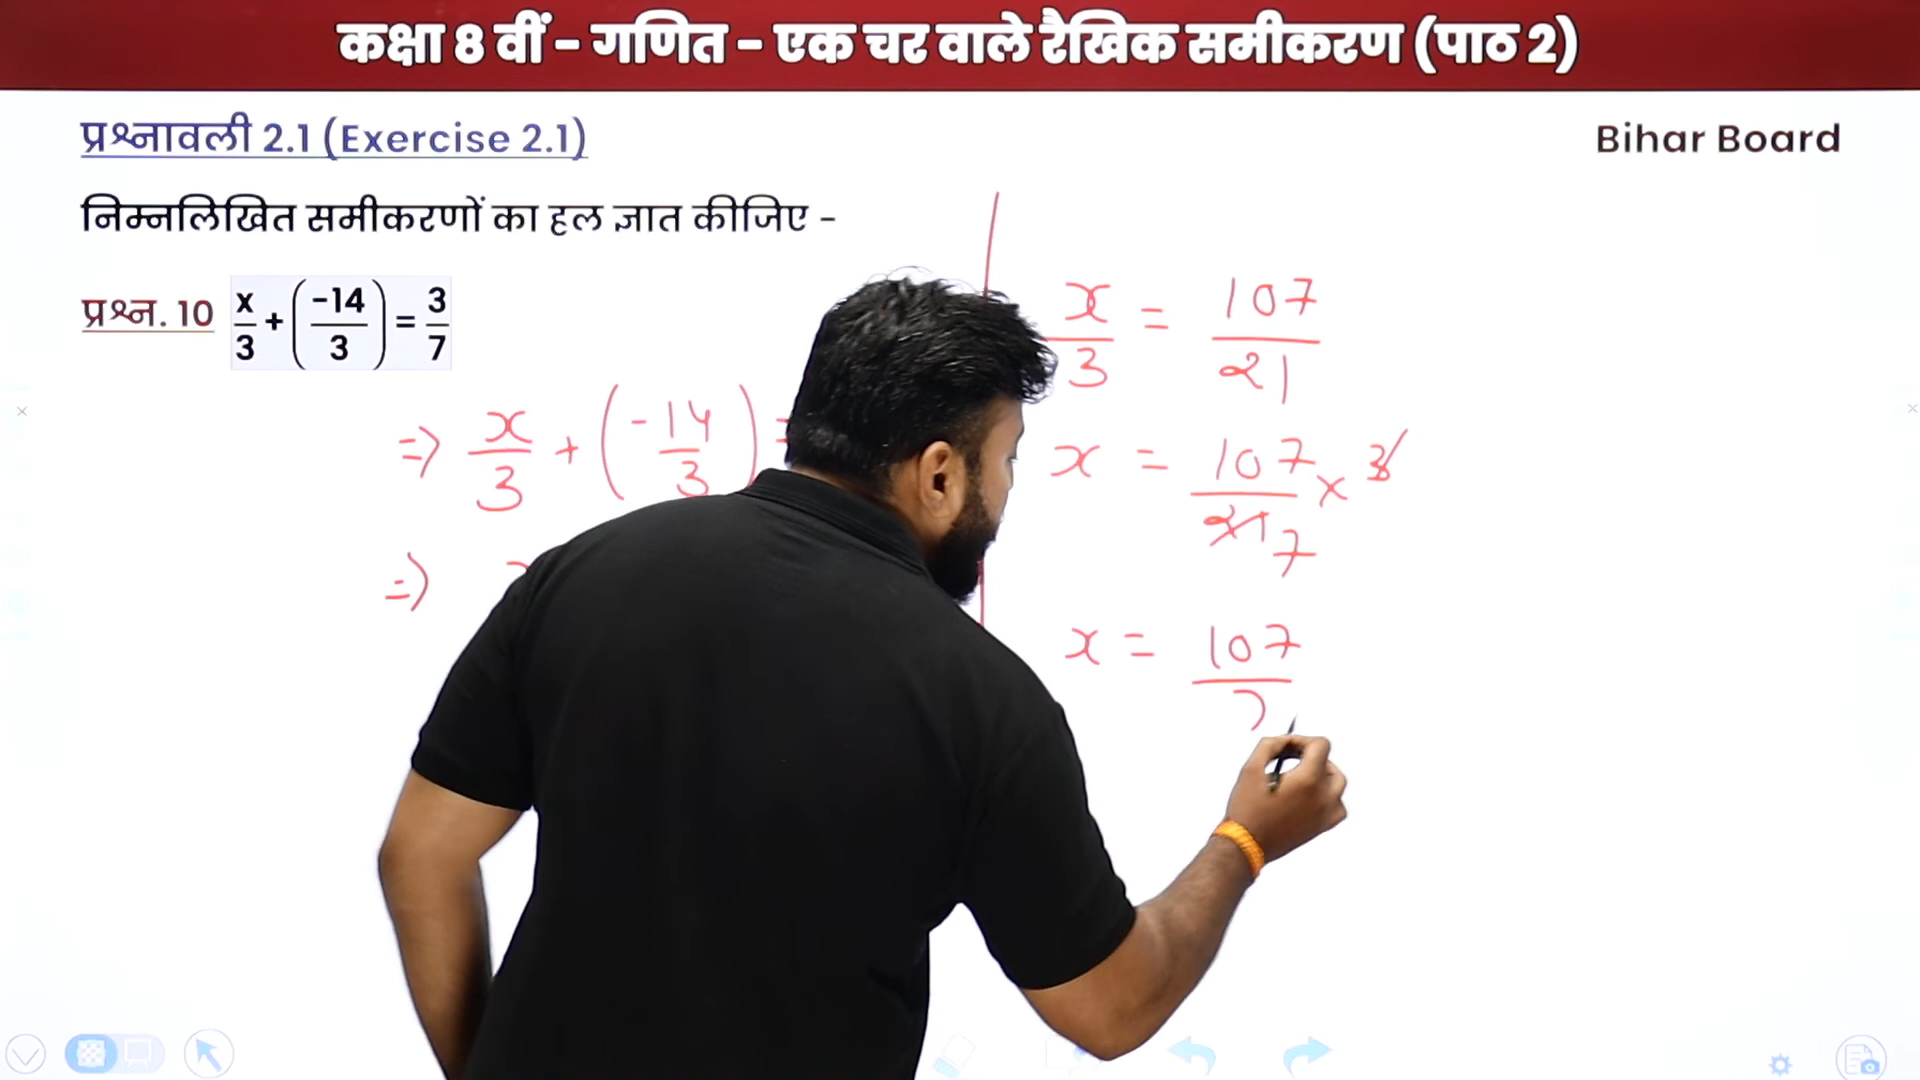 कक्षा 8 वीं - गणित - एक चर वाले रैखिक समीकरण (पाठ 2)
प्रश्नावली 2.1 (Exercise 2.1)
Bihar Board
निम्नलिखित समीकरणों का हल ज्ञात कीजिए -
प्रश्न. 10 x/3 + (-14/3) = 3/7
=> x/3 + (-14/3) =
=>
x/3 = 107/21
x = 107/21 7 × 3
x = 107/